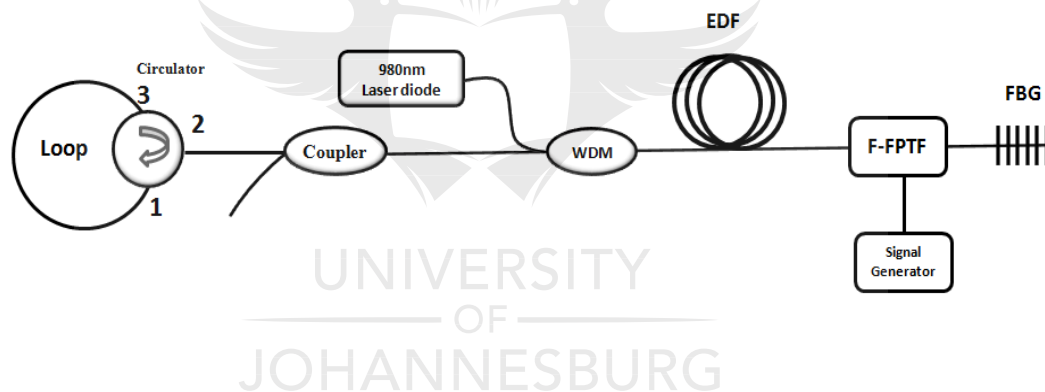 EDF
Circulator
3
980nm
Laser diode
FBG
2
Loop
Coupler
WDM
F-FPTF
1
Signal
Generator
UNIVERSITY
OF
JOHANNESBURG